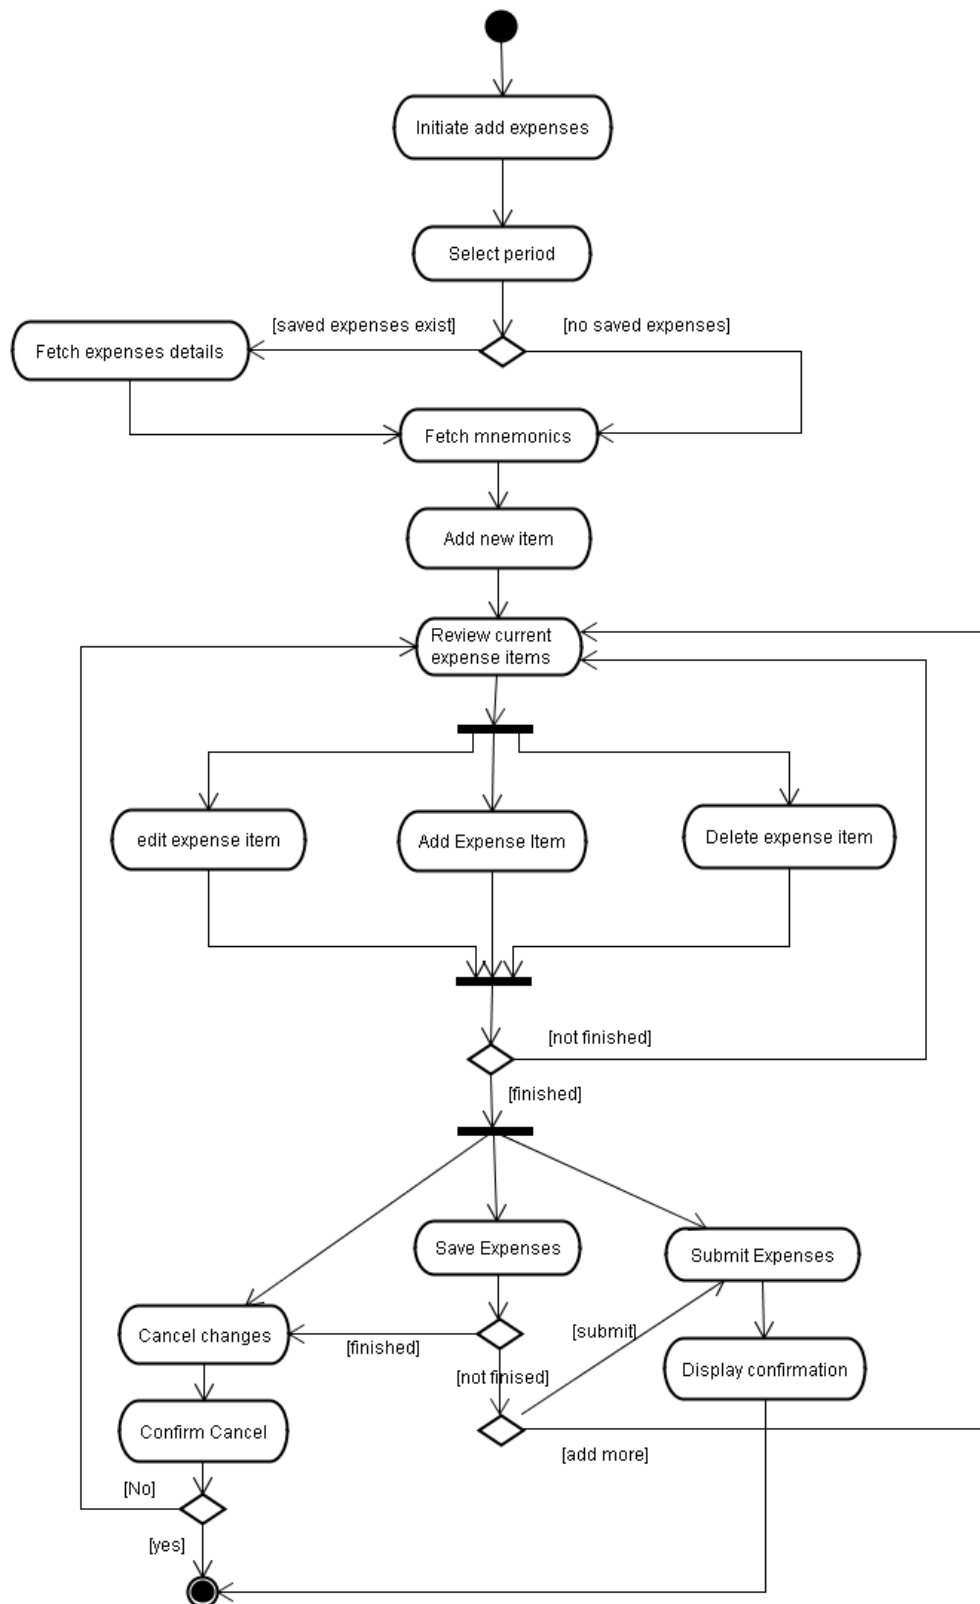 Initiate add expenses
Select period
[saved expenses exist]
[no saved expenses]
Fetch expenses details
Fetch mnemonics
Add new item
Review current
expense items
edit expense item
Add Expense Item
Delete expense item
[not finished]
[finished]
Save Expenses
Submit Expenses
Cancel changes
[finished]
[submit]
[not finised]
Display confirmation
Confirm Cancel
[add more]
[No]
[yes]